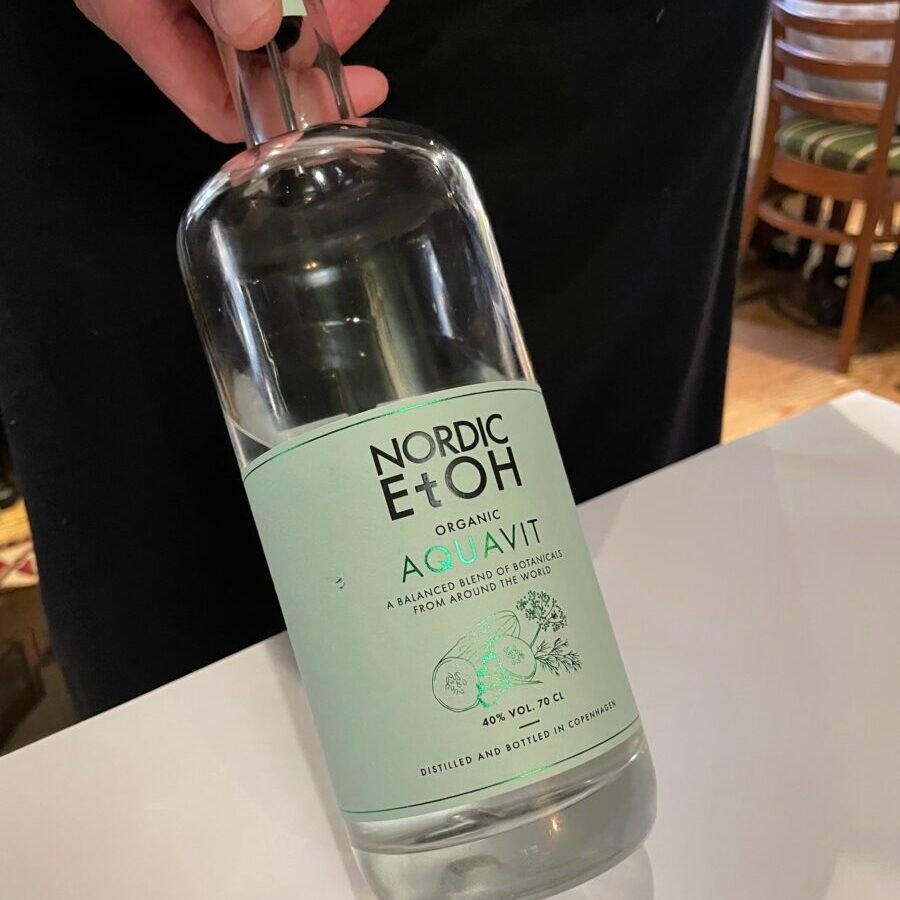 NORDIC
EtOH
ORGANIC
AQUAVIT
A BALANCED BLEND OF BOTANICALS
FROM AROUND THE WORLD
40% VOL. 70 CL
DISTILLED AND BOTTLED IN COPENHAGEN